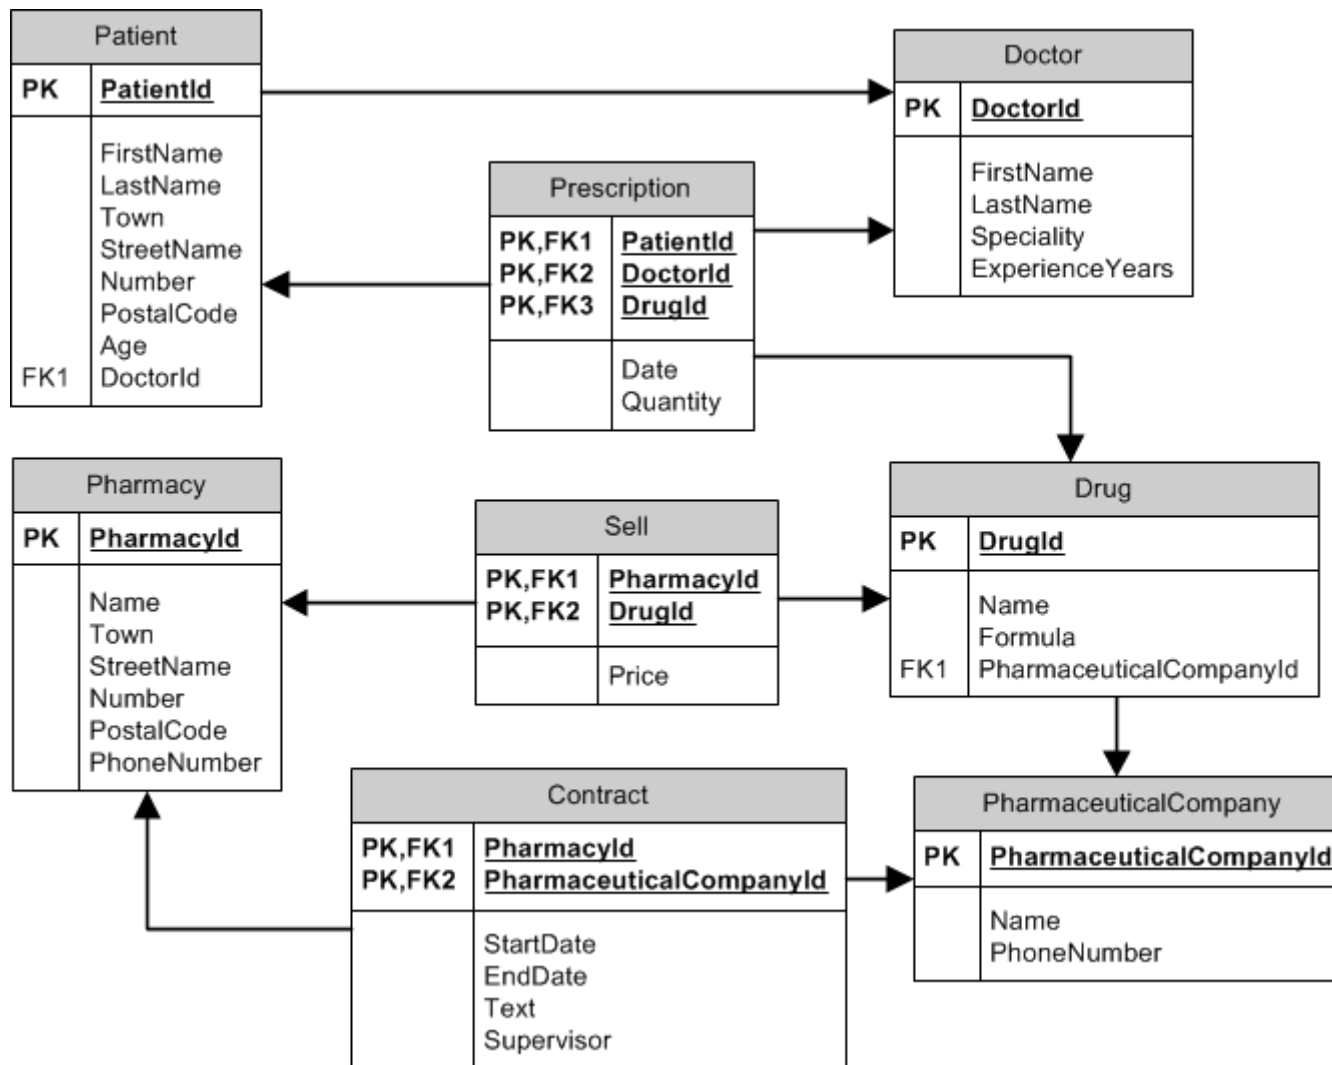 Patient
PK PatientId
FirstName
LastName
Town
StreetName
Number
PostalCode
Age
FK1 DoctorId
Doctor
PK DoctorId
FirstName
LastName
Speciality
ExperienceYears
Prescription
PK,FK1 PatientId
PK,FK2 DoctorId
PK,FK3 DrugId
Date
Quantity
Pharmacy
PK PharmacyId
Name
Town
StreetName
Number
PostalCode
PhoneNumber
Sell
PK,FK1 PharmacyId
PK,FK2 DrugId
Price
Drug
PK DrugId
Name
Formula
FK1 PharmaceuticalCompanyId
Contract
PK,FK1 PharmacyId
PK,FK2 PharmaceuticalCompanyId
StartDate
EndDate
Text
Supervisor
PharmaceuticalCompany
PK PharmaceuticalCompanyId
Name
PhoneNumber